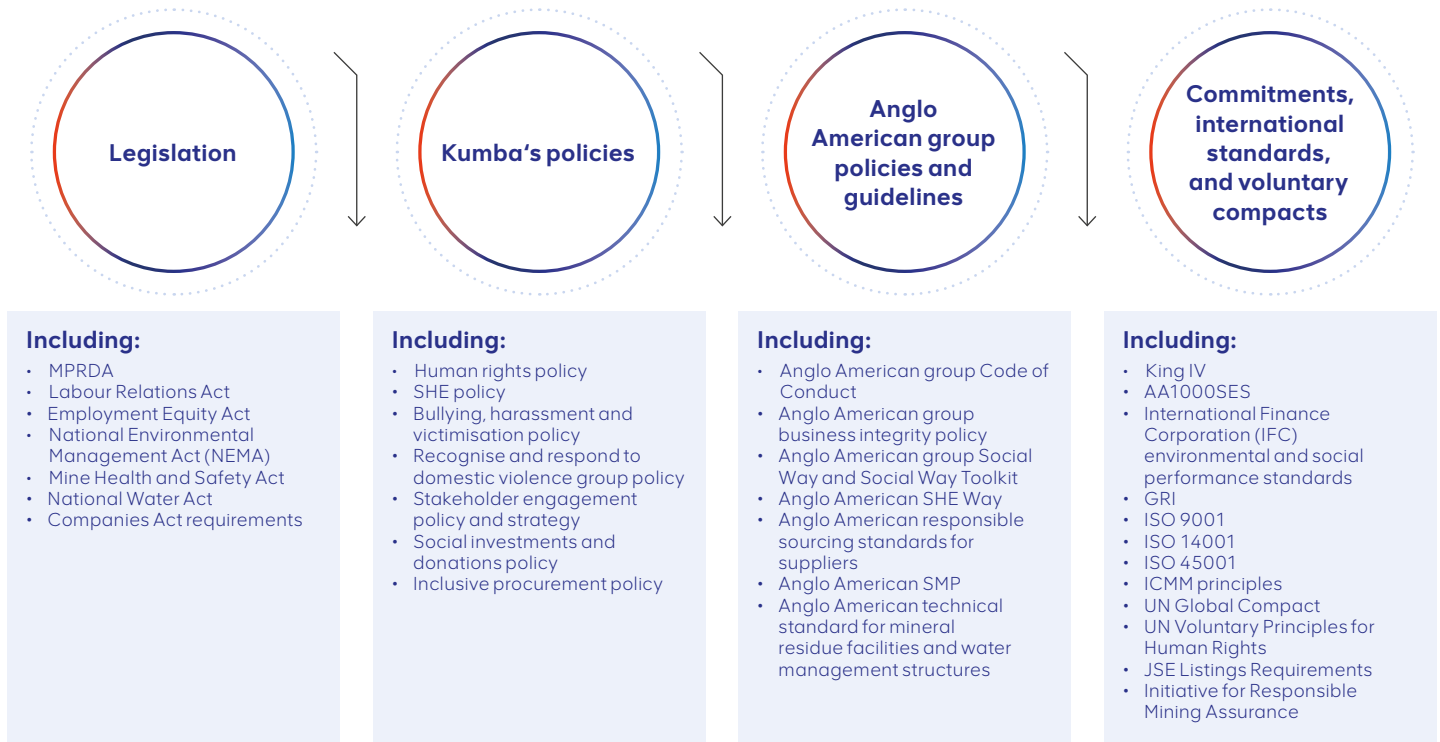 Legislation
Kumba‘s policies
Anglo
American group
policies and
guidelines
Commitments,
international
standards,
and voluntary
compacts
Including:
• MPRDA
• Labour Relations Act
• Employment Equity Act
• National Environmental
Management Act (NEMA)
• Mine Health and Safety Act
• National Water Act
• Companies Act requirements
Including:
• Human rights policy
• SHE policy
• Bullying, harassment and
victimisation policy
• Recognise and respond to
domestic violence group policy
• Stakeholder engagement
policy and strategy
• Social investments and
donations policy
• Inclusive procurement policy
Including:
• Anglo American group Code of
Conduct
• Anglo American group
business integrity policy
• Anglo American group Social
Way and Social Way Toolkit
• Anglo American SHE Way
• Anglo American responsible
sourcing standards for
suppliers
• Anglo American SMP
• Anglo American technical
standard for mineral
residue facilities and water
management structures
Including:
• King IV
• AA1000SES
• International Finance
Corporation (IFC)
environmental and social
performance standards
• GRI
• ISO 9001
• ISO 14001
• ISO 45001
• ICMM principles
• UN Global Compact
• UN Voluntary Principles for
Human Rights
• JSE Listings Requirements
• Initiative for Responsible
Mining Assurance